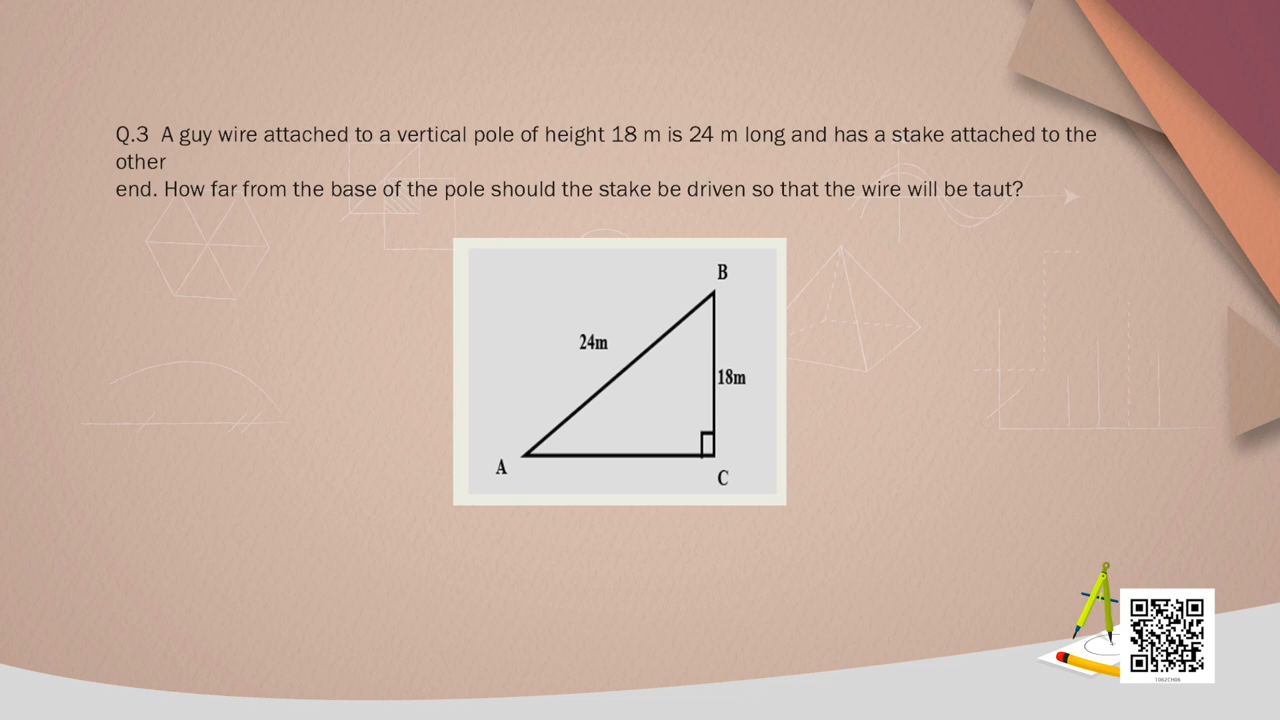 Q.3 A guy wire attached to a vertical pole of height 18 m is 24 m long and has a stake attached to the
other
end. How far from the base of the pole should the stake be driven so that the wire will be taut?
B
24m
18m
A
C
1062CH06